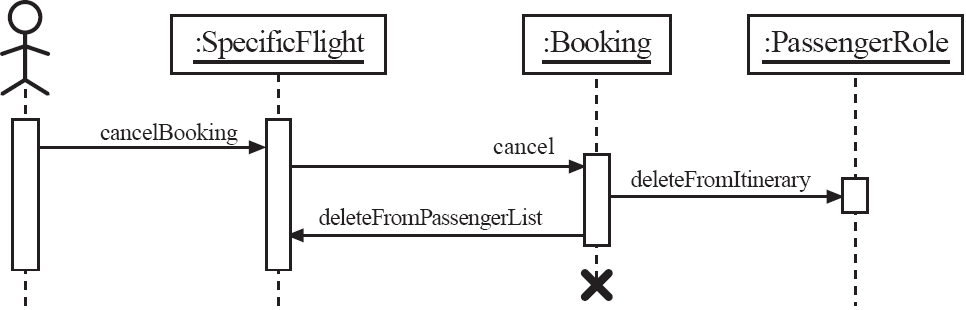 :SpecificFlight
:Booking
:PassengerRole
cancelBooking
cancel
deleteFromItinerary
deleteFromPassengerList